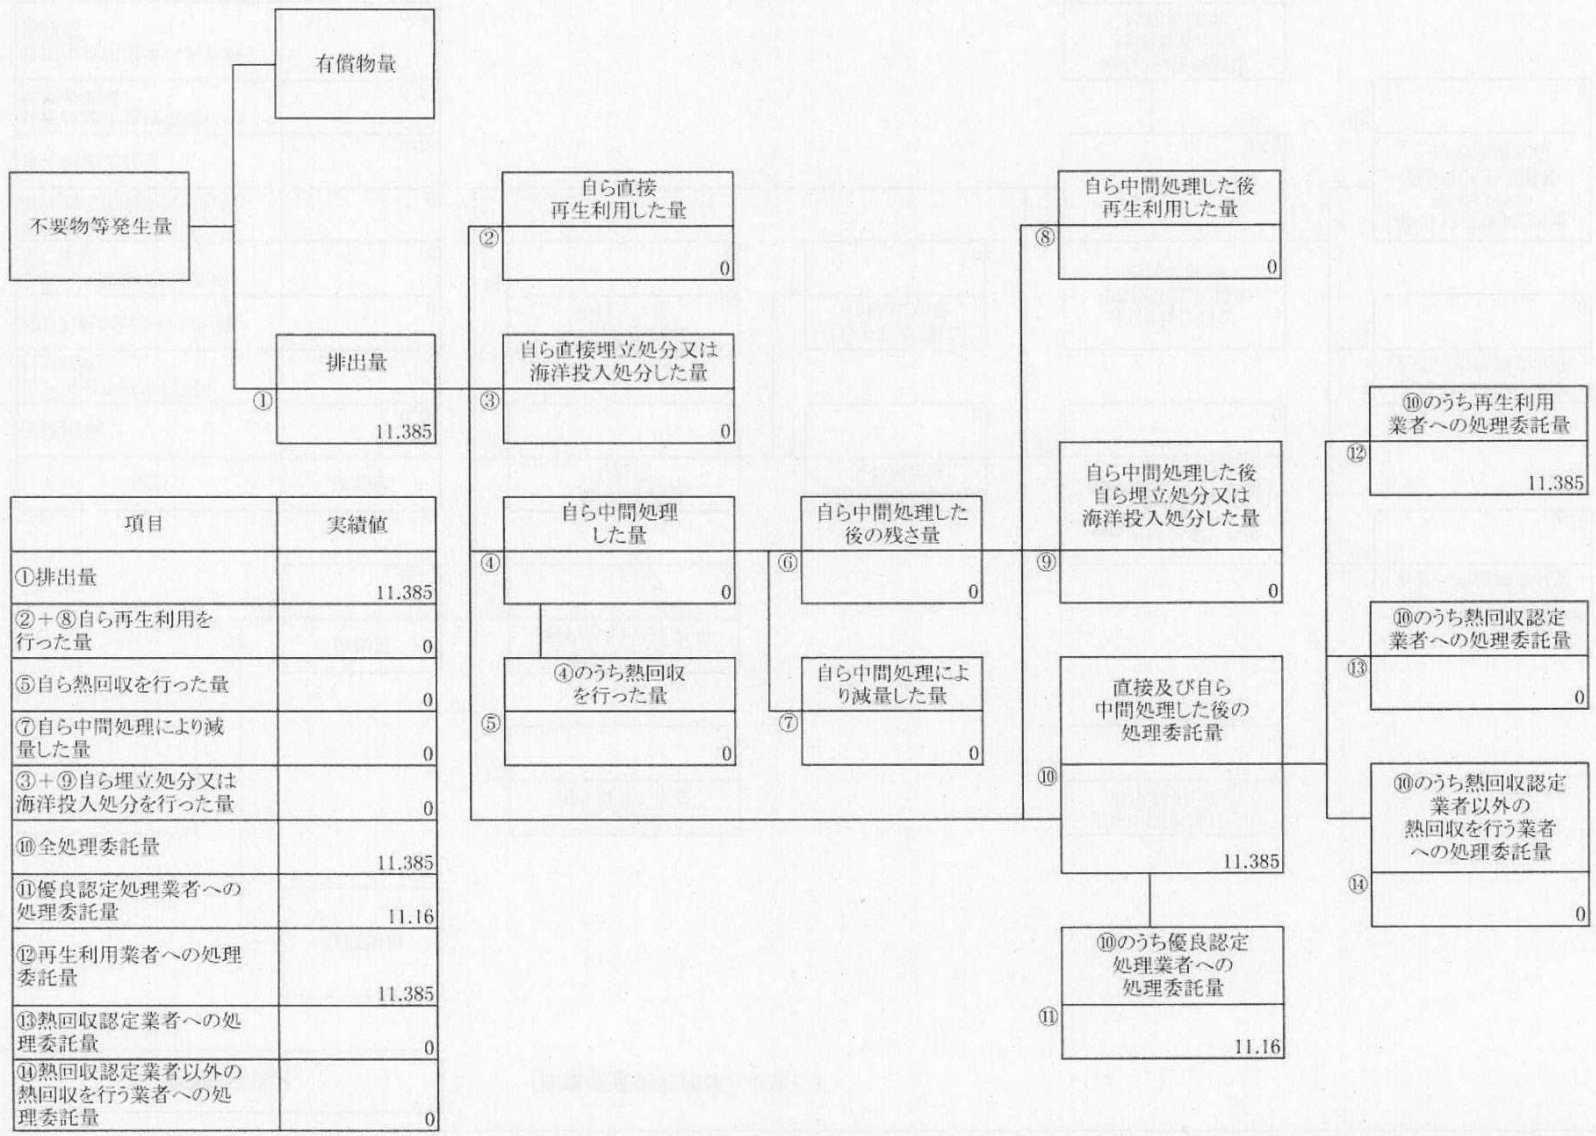 有償物量
不要物等発生量
自ら直接
再生利用した量
②
0
自ら中間処理した後
再生利用した量
⑧
0
排出量
①
11.385
自ら直接埋立処分又は
海洋投入処分した量
③
0
⑩のうち再生利用
業者への処理委託量
⑫
11.385
自ら中間処理
した量
④
0
自ら中間処理した
後の残さ量
⑥
0
自ら中間処理した後
自ら埋立処分又は
海洋投入処分した量
⑨
0
⑩のうち熱回収認定
業者への処理委託量
⑬
0
④のうち熱回収
を行った量
⑤
0
自ら中間処理によ
り減量した量
⑦
0
直接及び自ら
中間処理した後の
処理委託量
⑩
11.385
⑩のうち熱回収認定
業者以外の
熱回収を行う業者
への処理委託量
⑭
0
⑩のうち優良認定
処理業者への
処理委託量
⑪
11.16
項目 実績値
①排出量
11.385
②+⑧自ら再生利用を
行った量
0
⑤自ら熱回収を行った量
0
⑦自ら中間処理により減
量した量
0
③+⑨自ら埋立処分又は
海洋投入処分を行った量
0
⑩全処理委託量
11.385
⑪優良認定処理業者への
処理委託量
11.16
⑫再生利用業者への処理
委託量
11.385
⑬熱回収認定業者への処
理委託量
0
⑭熱回収認定業者以外の
熱回収を行う業者への処
理委託量
0